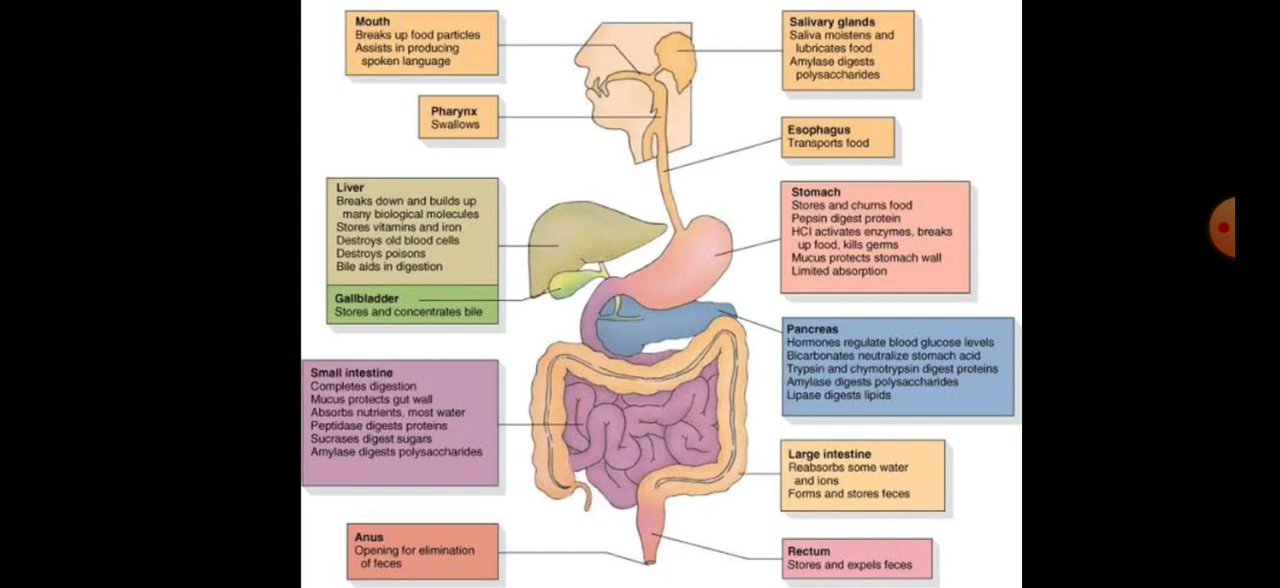 Mouth
Breaks up food particles
Assists in producing
spoken language
Salivary glands
Saliva moistens and
lubricates food
Amylase digests
polysaccharides
Pharynx
Swallows
Esophagus
Transports food
Liver
Breaks down and builds up
many biological molecules
Stores vitamins and iron
Destroys old blood cells
Destroys poisons
Bile aids in digestion
Gallbladder
Stores and concentrates bile
Stomach
Stores and churns food
Pepsin digest protein
HCl activates enzymes, breaks
up food, kills germs
Mucus protects stomach wall
Limited absorption
Pancreas
Hormones regulate blood glucose levels
Bicarbonates neutralize stomach acid
Trypsin and chymotrypsin digest proteins
Amylase digests polysaccharides
Lipase digests lipids
Small intestine
Completes digestion
Mucus protects gut wall
Absorbs nutrients, most water
Peptidase digests proteins
Sucrases digest sugars
Amylase digests polysaccharides
Large intestine
Reabsorbs some water
and ions
Forms and stores feces
Anus
Opening for elimination
of feces
Rectum
Stores and expels feces